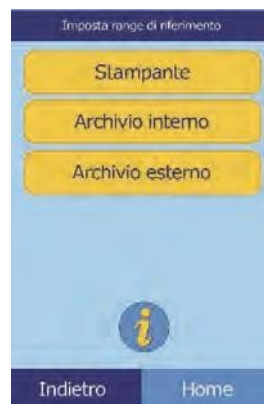 Imposta range di riferimento
Stampante
Archivio interno
Archivio esterno
i
Indietro Home